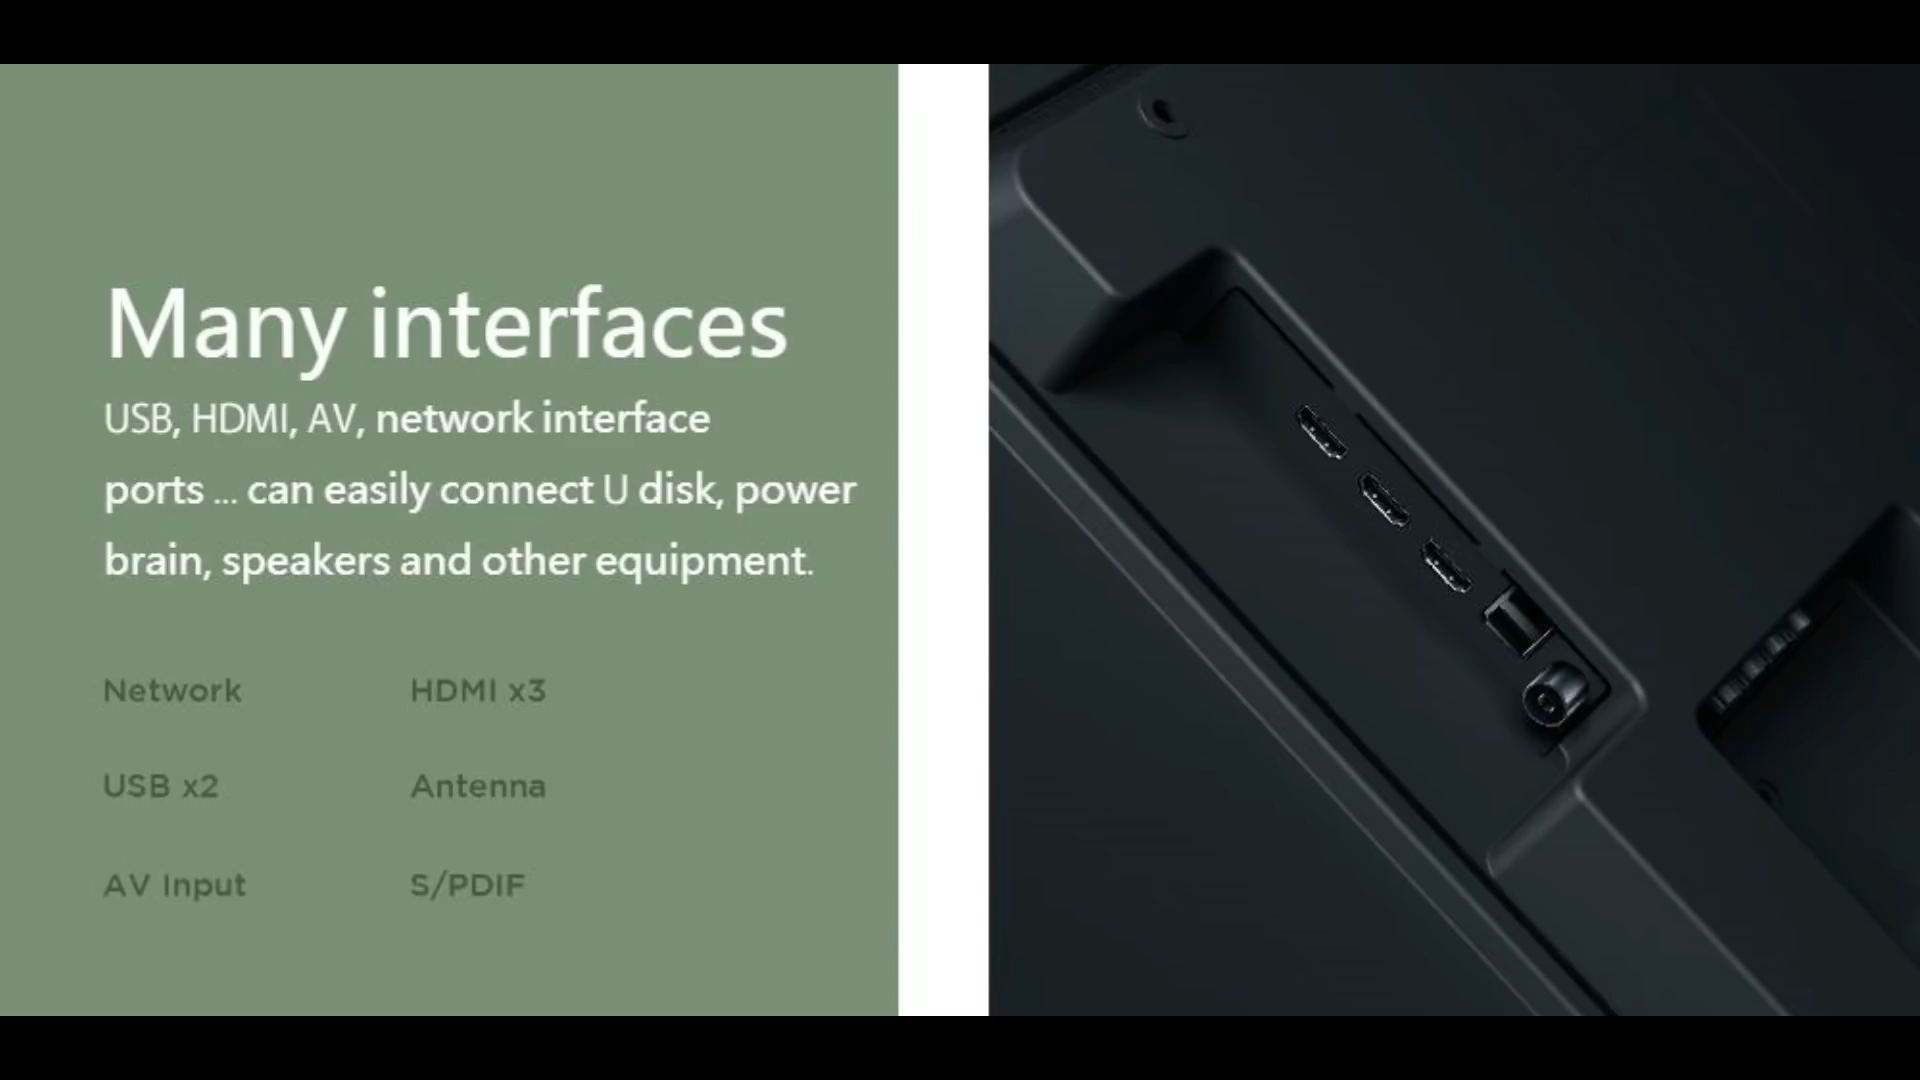 Many interfaces
USB, HDMI, AV, network interface
ports ... can easily connect U disk, power
brain, speakers and other equipment.
Network HDMI x3
USB x2 Antenna
AV Input S/PDIF